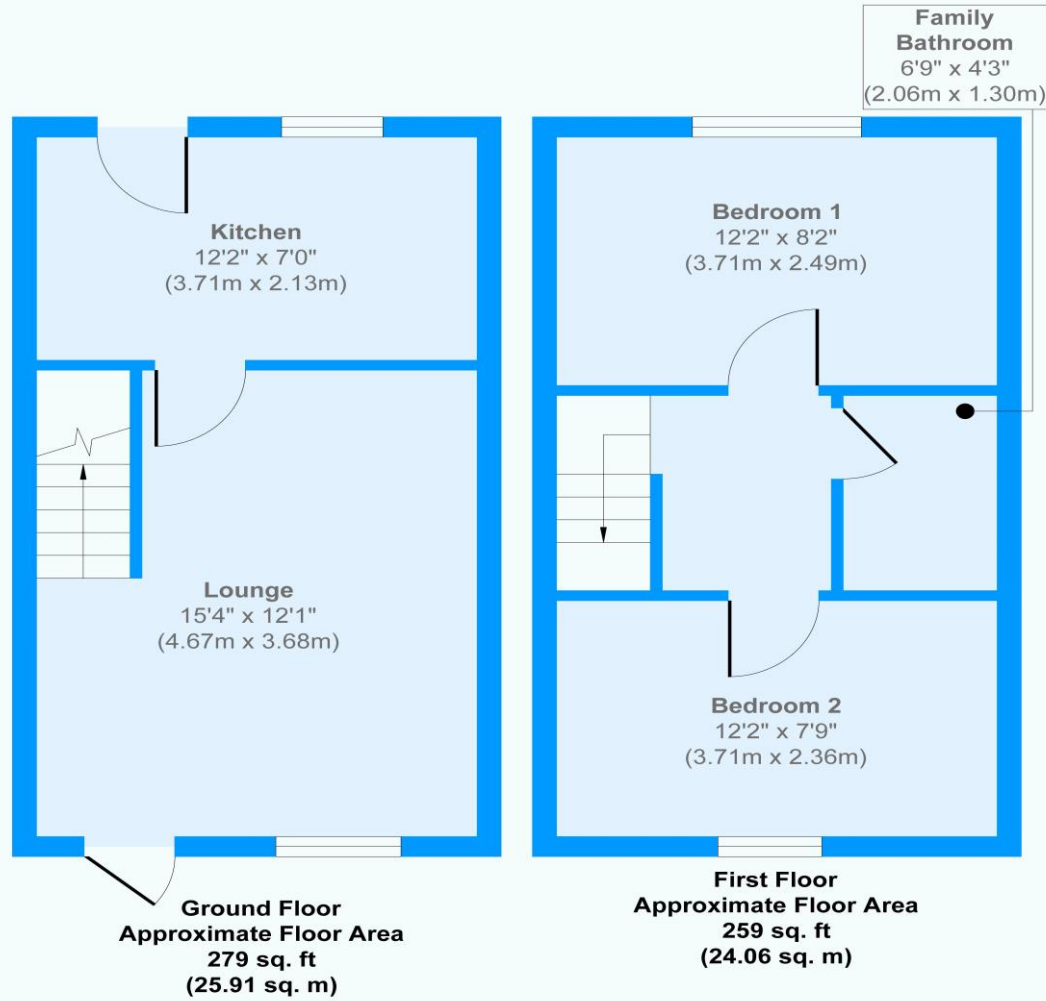 Family
Bathroom
6'9" x 4'3"
(2.06m x 1.30m)
Kitchen
12'2" x 7'0"
(3.71m x 2.13m)
Bedroom 1
12'2" x 8'2"
(3.71m x 2.49m)
Lounge
15'4" x 12'1"
(4.67m x 3.68m)
Bedroom 2
12'2" x 7'9"
(3.71m x 2.36m)
Ground Floor
Approximate Floor Area
279 sq. ft
(25.91 sq. m)
First Floor
Approximate Floor Area
259 sq. ft
(24.06 sq. m)